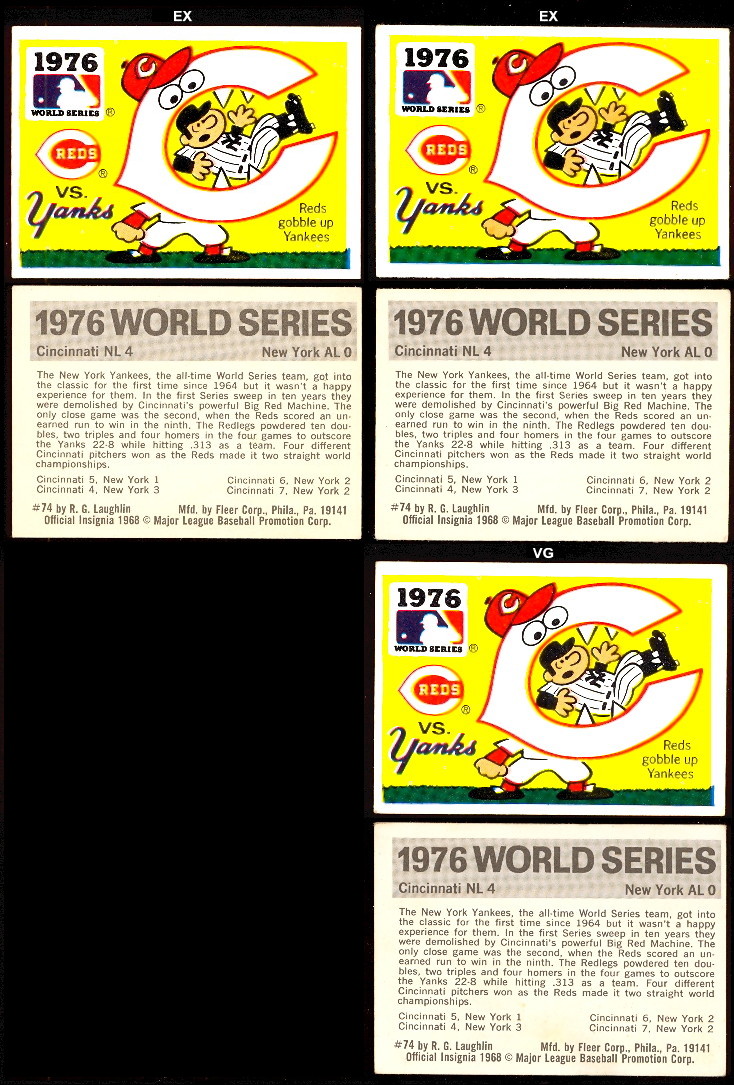 EX
EX
1976
WORLD SERIES ®
C
REDS ®
VS.
Yanks
NY
Reds
gobble up
Yankees
1976
WORLD SERIES ®
C
REDS ®
VS.
Yanks
NY
Reds
gobble up
Yankees
1976 WORLD SERIES
Cincinnati NL 4 New York AL 0
The New York Yankees, the all-time World Series team, got into
the classic for the first time since 1964 but it wasn't a happy
experience for them. In the first Series sweep in ten years they
were demolished by Cincinnati's powerful Big Red Machine. The
only close game was the second, when the Reds scored an un-
earned run to win in the ninth. The Redlegs powdered ten dou-
bles, two triples and four homers in the four games to outscore
the Yanks 22-8 while hitting .313 as a team. Four different
Cincinnati pitchers won as the Reds made it two straight world
championships.
Cincinnati 5, New York 1 Cincinnati 6, New York 2
Cincinnati 4, New York 3 Cincinnati 7, New York 2
#74 by R. G. Laughlin Mfd. by Fleer Corp., Phila., Pa. 19141
Official Insignia 1968 © Major League Baseball Promotion Corp.
1976 WORLD SERIES
Cincinnati NL 4 New York AL 0
The New York Yankees, the all-time World Series team, got into
the classic for the first time since 1964 but it wasn't a happy
experience for them. In the first Series sweep in ten years they
were demolished by Cincinnati's powerful Big Red Machine. The
only close game was the second, when the Reds scored an un-
earned run to win in the ninth. The Redlegs powdered ten dou-
bles, two triples and four homers in the four games to outscore
the Yanks 22-8 while hitting .313 as a team. Four different
Cincinnati pitchers won as the Reds made it two straight world
championships.
Cincinnati 5, New York 1 Cincinnati 6, New York 2
Cincinnati 4, New York 3 Cincinnati 7, New York 2
#74 by R. G. Laughlin Mfd. by Fleer Corp., Phila., Pa. 19141
Official Insignia 1968 © Major League Baseball Promotion Corp.
VG
1976
WORLD SERIES ®
C
REDS ®
VS.
Yanks
NY
Reds
gobble up
Yankees
1976 WORLD SERIES
Cincinnati NL 4 New York AL 0
The New York Yankees, the all-time World Series team, got into
the classic for the first time since 1964 but it wasn't a happy
experience for them. In the first Series sweep in ten years they
were demolished by Cincinnati's powerful Big Red Machine. The
only close game was the second, when the Reds scored an un-
earned run to win in the ninth. The Redlegs powdered ten dou-
bles, two triples and four homers in the four games to outscore
the Yanks 22-8 while hitting .313 as a team. Four different
Cincinnati pitchers won as the Reds made it two straight world
championships.
Cincinnati 5, New York 1 Cincinnati 6, New York 2
Cincinnati 4, New York 3 Cincinnati 7, New York 2
#74 by R. G. Laughlin Mfd. by Fleer Corp., Phila., Pa. 19141
Official Insignia 1968 © Major League Baseball Promotion Corp.